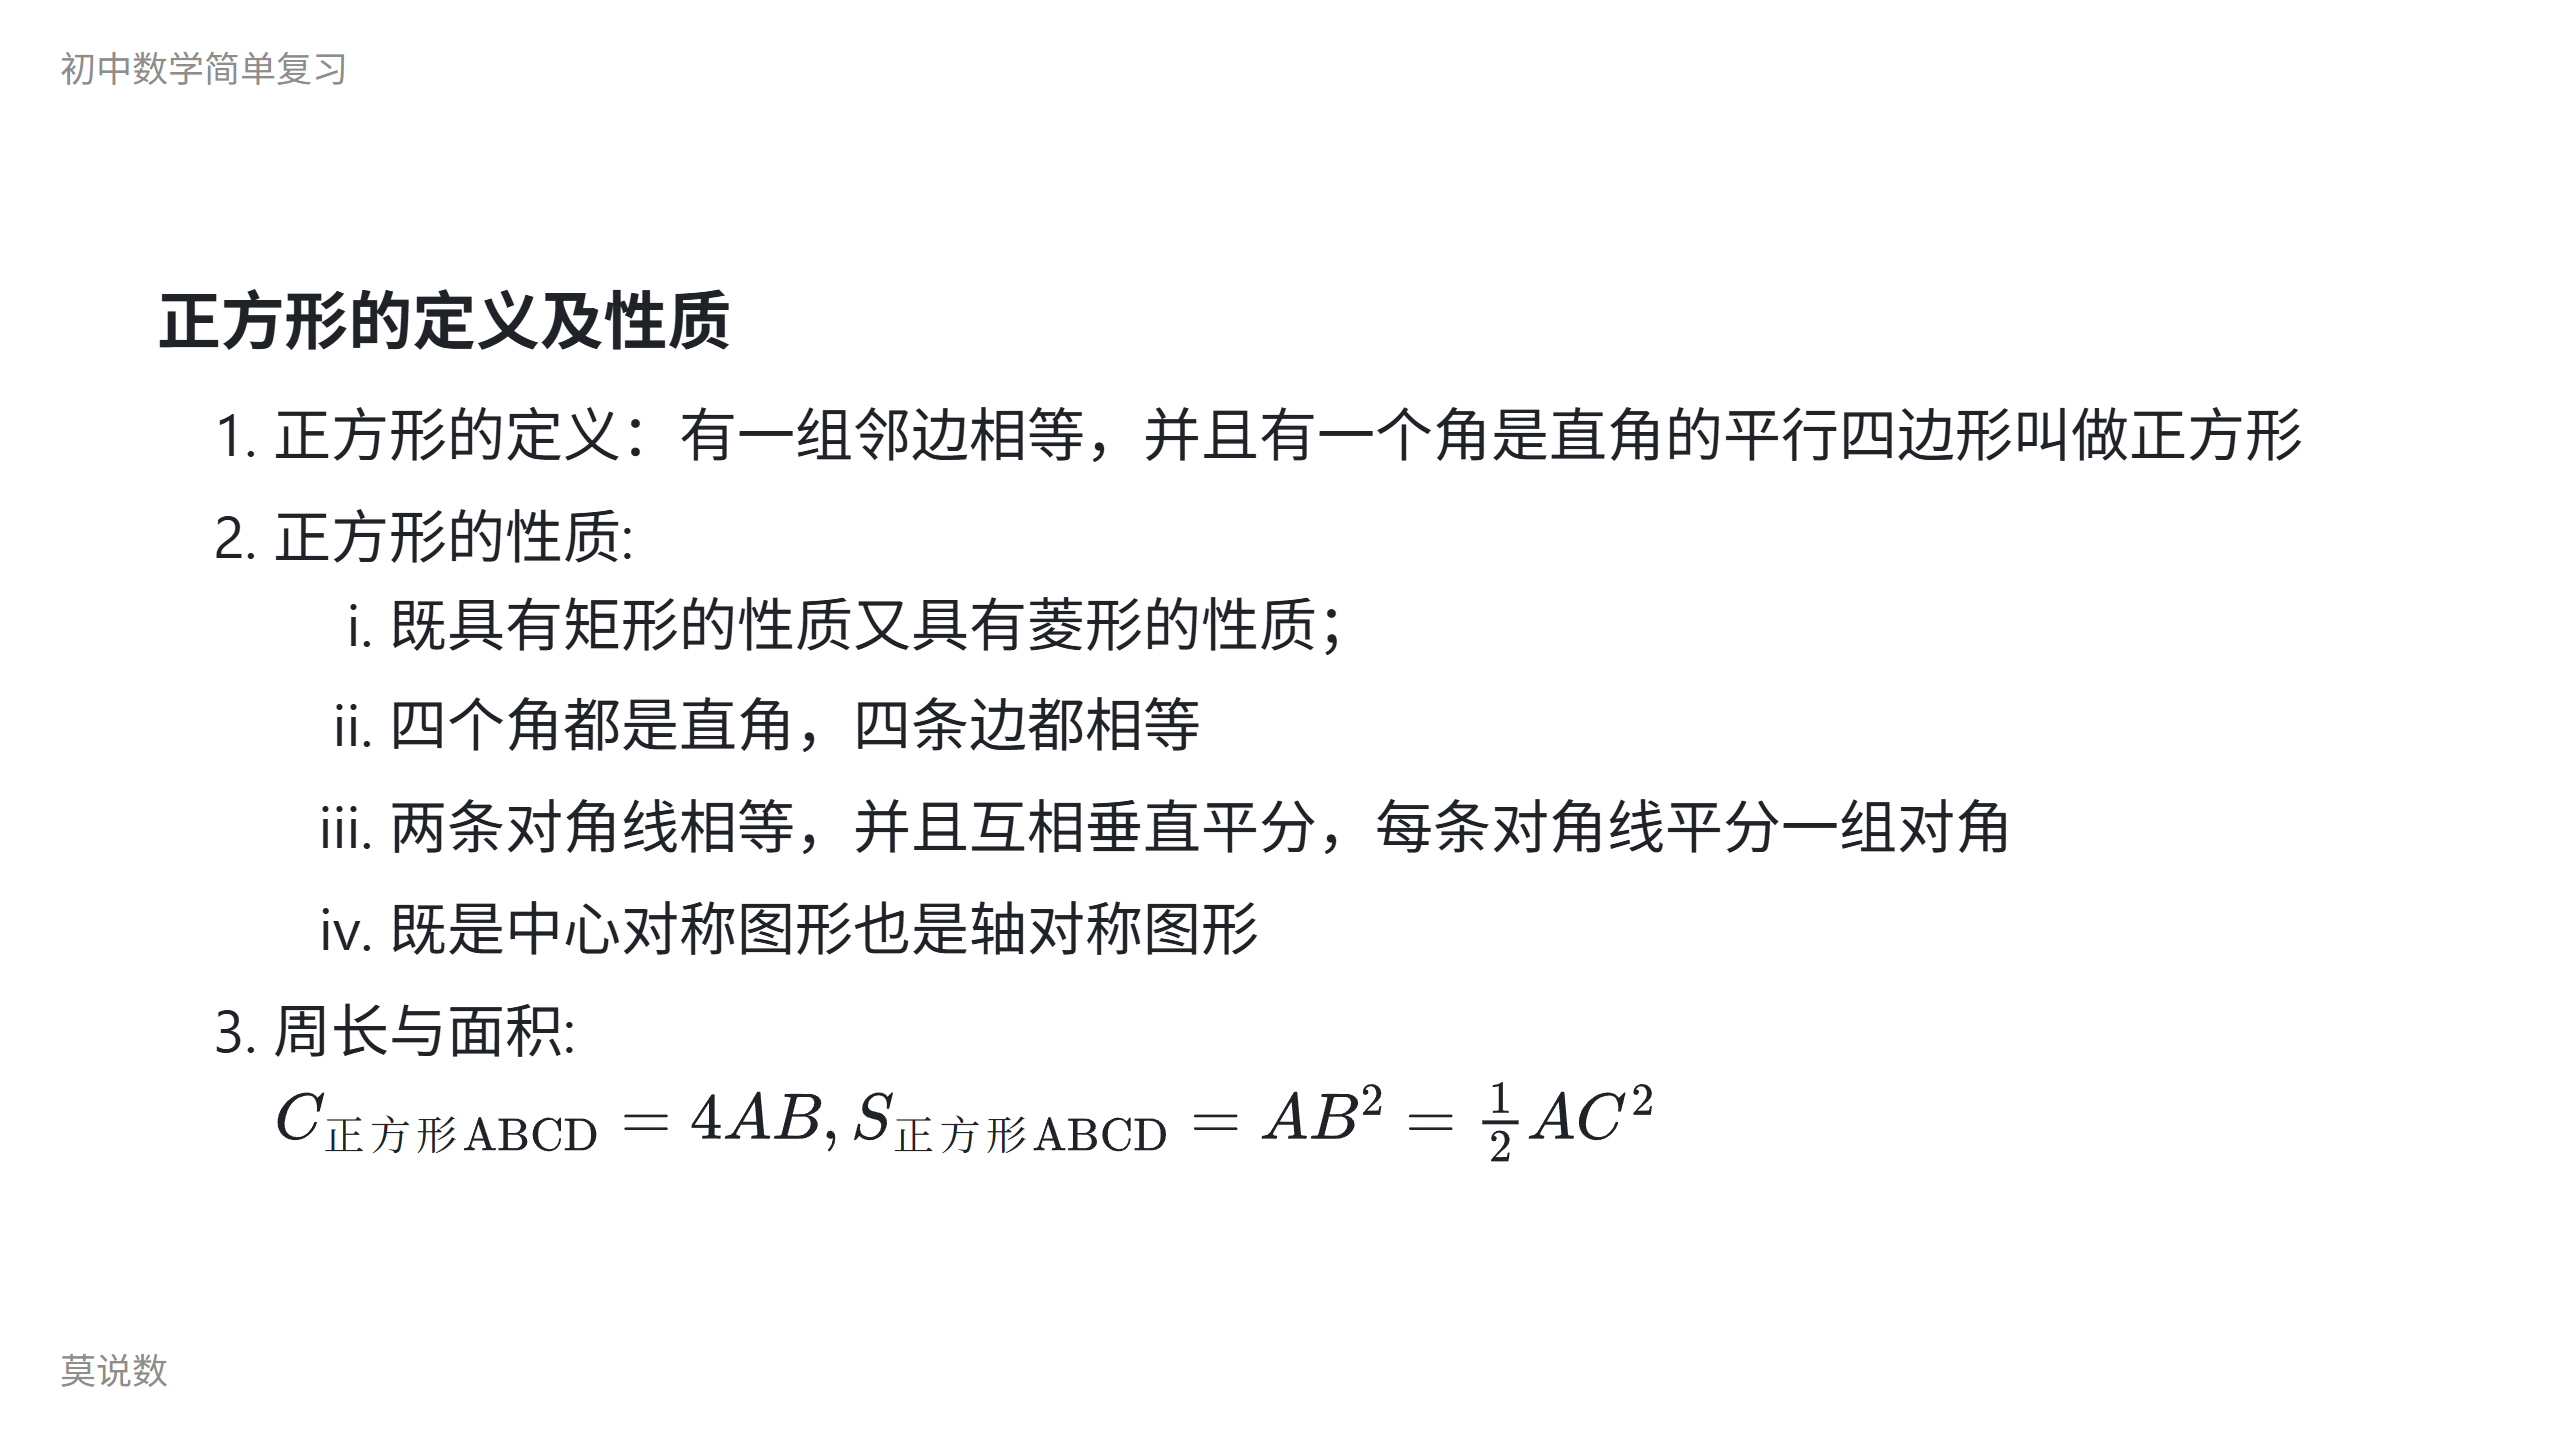 初中数学简单复习
正方形的定义及性质
1. 正方形的定义：有一组邻边相等，并且有一个角是直角的平行四边形叫做正方形
2. 正方形的性质:
i. 既具有矩形的性质又具有菱形的性质；
ii. 四个角都是直角，四条边都相等
iii. 两条对角线相等，并且互相垂直平分，每条对角线平分一组对角
iv. 既是中心对称图形也是轴对称图形
3. 周长与面积:
$C_{正方形ABCD} = 4AB, S_{正方形ABCD} = AB^2 = \frac{1}{2}AC^2$
莫说数